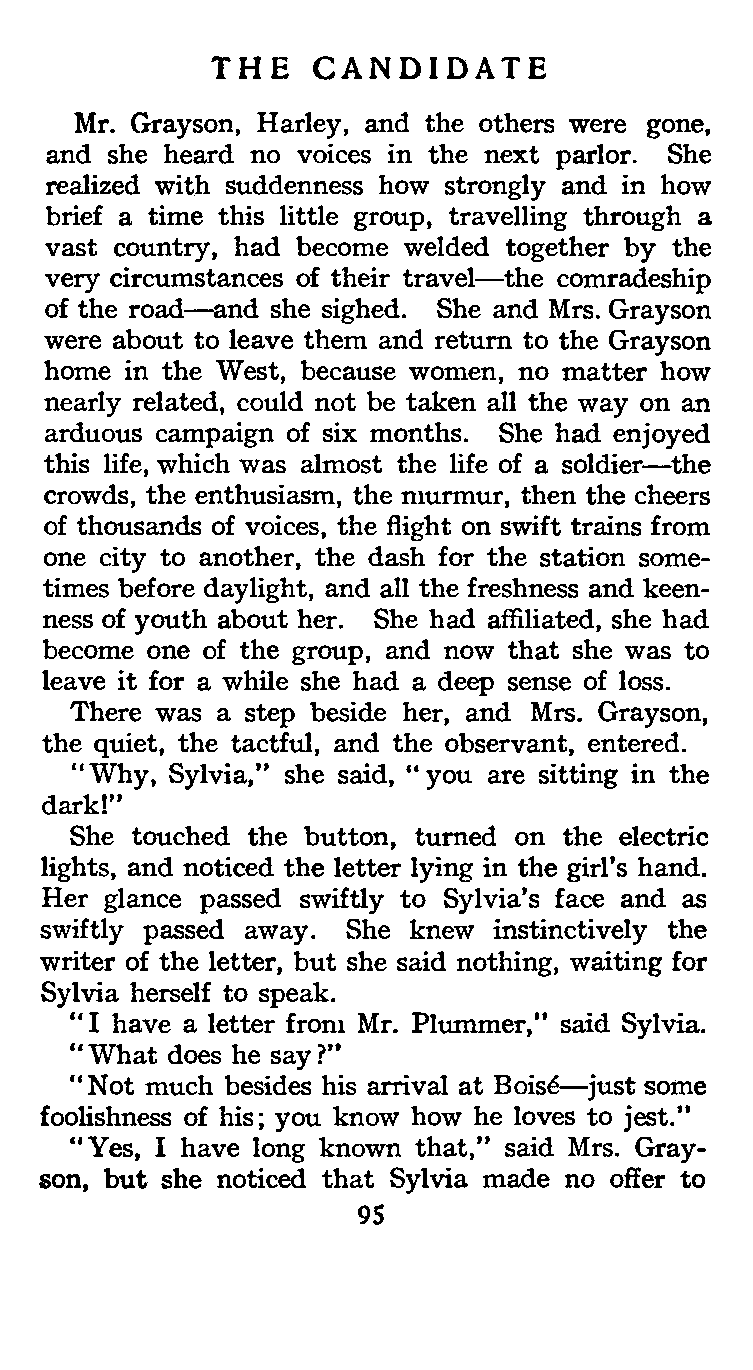 THE CANDIDATE
Mr. Grayson, Harley, and the others were gone,
and she heard no voices in the next parlor. She
realized with suddenness how strongly and in how
brief a time this little group, travelling through a
vast country, had become welded together by the
very circumstances of their travel—the comradeship
of the road—and she sighed. She and Mrs. Grayson
were about to leave them and return to the Grayson
home in the West, because women, no matter how
nearly related, could not be taken all the way on an
arduous campaign of six months. She had enjoyed
this life, which was almost the life of a soldier—the
crowds, the enthusiasm, the murmur, then the cheers
of thousands of voices, the flight on swift trains from
one city to another, the dash for the station some-
times before daylight, and all the freshness and keen-
ness of youth about her. She had affiliated, she had
become one of the group, and now that she was to
leave it for a while she had a deep sense of loss.
There was a step beside her, and Mrs. Grayson,
the quiet, the tactful, and the observant, entered.
"Why, Sylvia," she said, "you are sitting in the
dark!"
She touched the button, turned on the electric
lights, and noticed the letter lying in the girl's hand.
Her glance passed swiftly to Sylvia's face and as
swiftly passed away. She knew instinctively the
writer of the letter, but she said nothing, waiting for
Sylvia herself to speak.
"I have a letter from Mr. Plummer," said Sylvia.
"What does he say?"
"Not much besides his arrival at Boisé—just some
foolishness of his; you know how he loves to jest."
"Yes, I have long known that," said Mrs. Gray-
son, but she noticed that Sylvia made no offer to
95